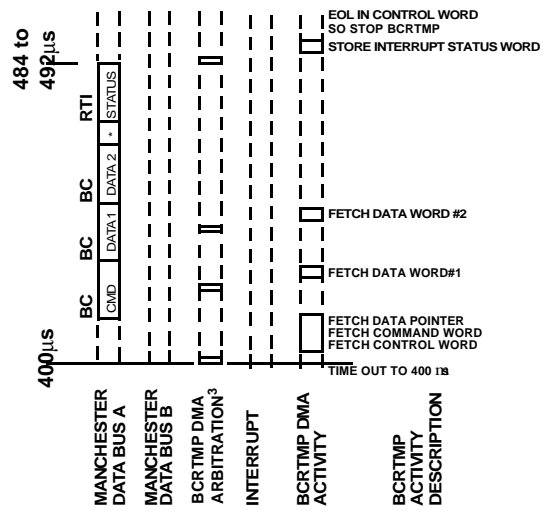 EOL IN CONTROL WORD
SO STOP BCRTMP
STORE INTERRUPT STATUS WORD
484 to
492µs
RTI
STATUS
*
BC
DATA 2
FETCH DATA WORD #2
BC
DATA 1
FETCH DATA WORD#1
BC
CMD
FETCH DATA POINTER
FETCH COMMAND WORD
FETCH CONTROL WORD
400µs
TIME OUT TO 400 ms
MANCHESTER
DATA BUS A
MANCHESTER
DATA BUS B
BCRTMP DMA
ARBITRATION³
INTERRUPT
BCRTMP DMA
ACTIVITY
BCRTMP
ACTIVITY
DESCRIPTION